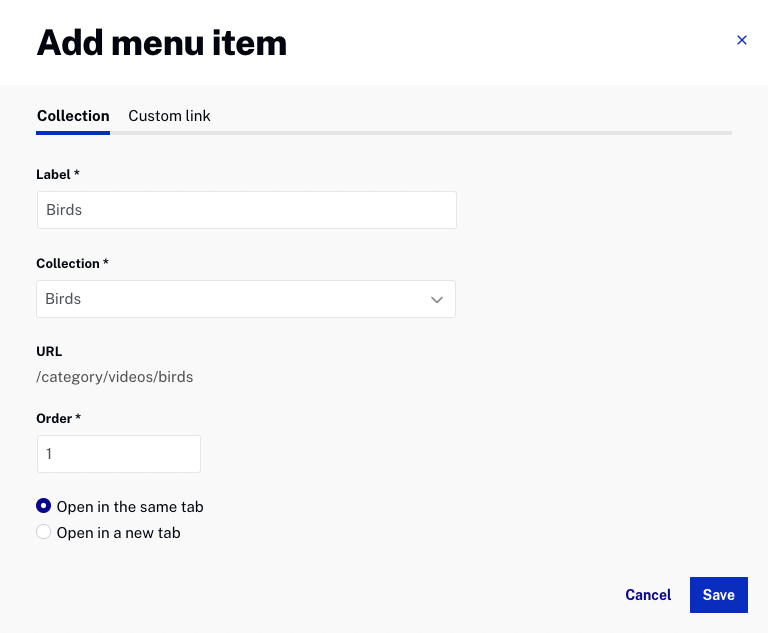 Add menu item
Collection Custom link
Label *
Birds
Collection *
Birds
URL
/category/videos/birds
Order *
1
Open in the same tab
Open in a new tab
Cancel Save